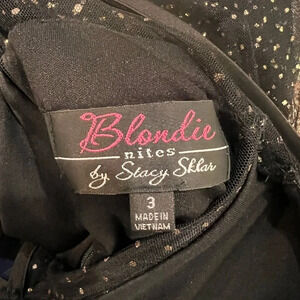 Blondie
nites
by Stacy Sklar
3
MADE IN
VIETNAM